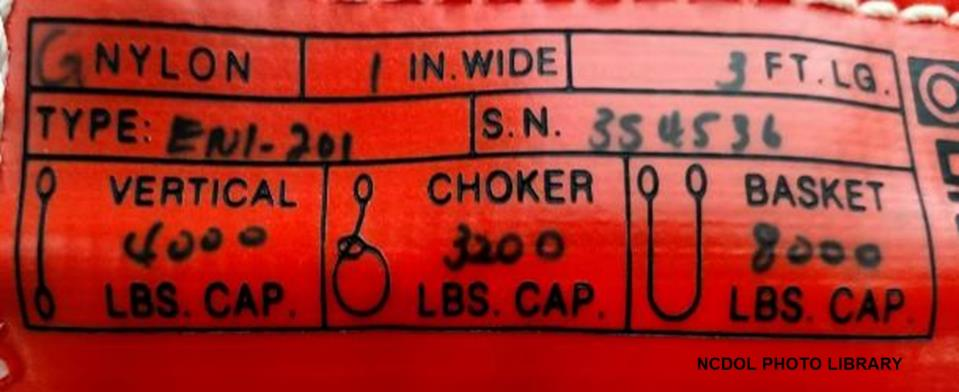 G NYLON 1 IN. WIDE 3 FT. LG.
TYPE: EN1-201 S.N. 354536
VERTICAL CHOKER BASKET
4000 3200 8000
LBS. CAP. LBS. CAP. LBS. CAP.
NCDOL PHOTO LIBRARY